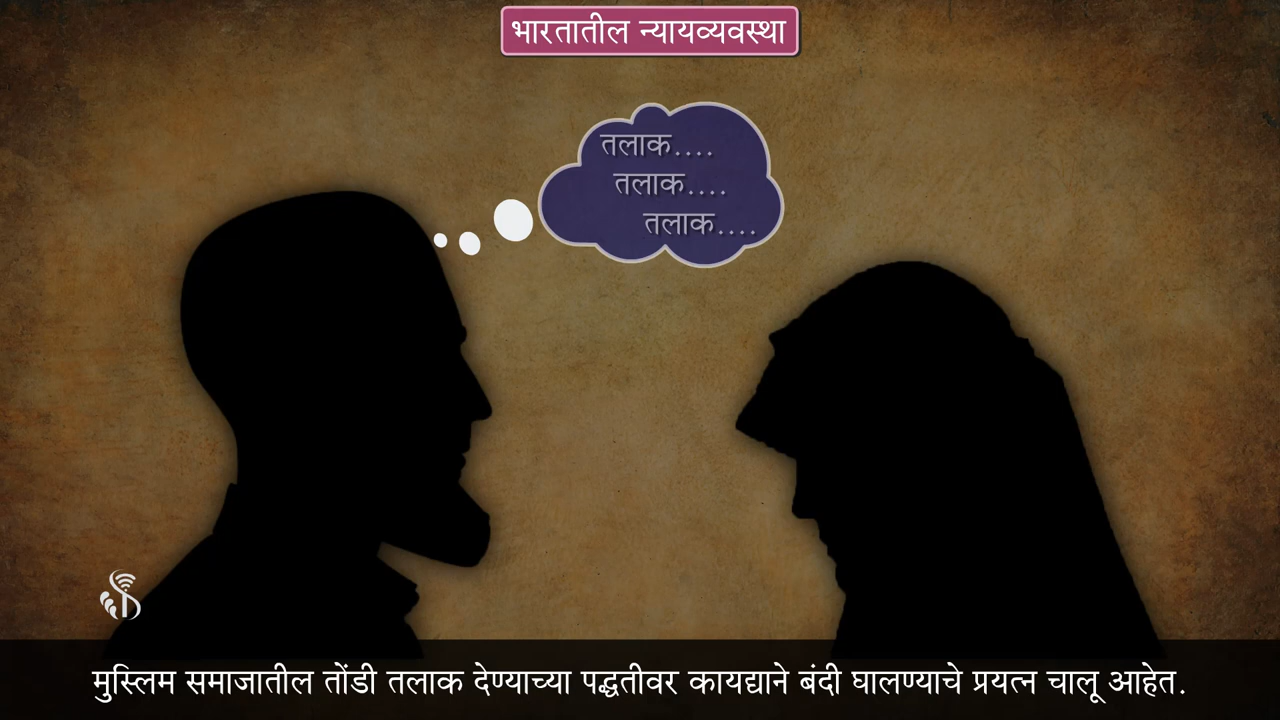 भारतातील न्यायव्यवस्था
तलाक....
तलाक....
तलाक....
मुस्लिम समाजातील तोंडी तलाक देण्याच्या पद्धतीवर कायद्याने बंदी घालण्याचे प्रयत्न चालू आहेत.